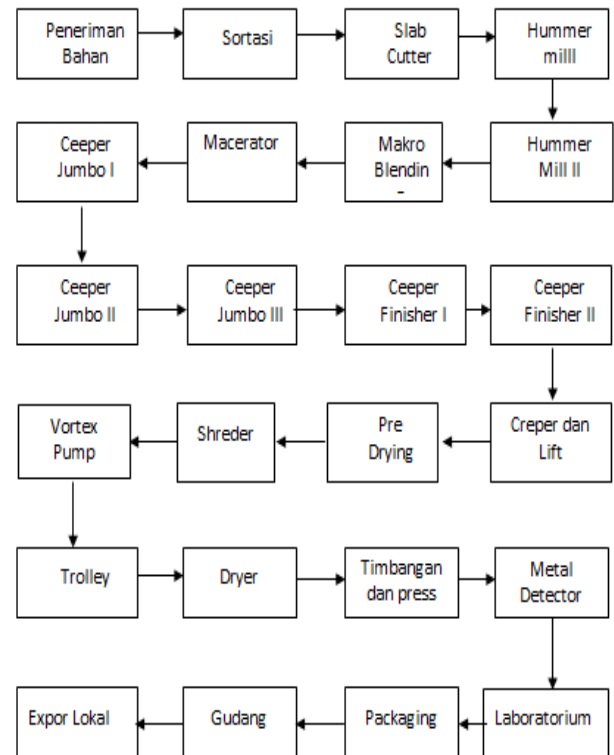 Peneriman
Bahan
Sortasi
Slab
Cutter
Hummer
milll
Ceeper
Jumbo I
Macerator
Makro
Blendin
Hummer
Mill II
Ceeper
Jumbo II
Ceeper
Jumbo III
Ceeper
Finisher I
Ceeper
Finisher II
Vortex
Pump
Shreder
Pre
Drying
Creper dan
Lift
Trolley
Dryer
Timbangan
dan press
Metal
Detector
Expor Lokal
Gudang
Packaging
Laboratorium